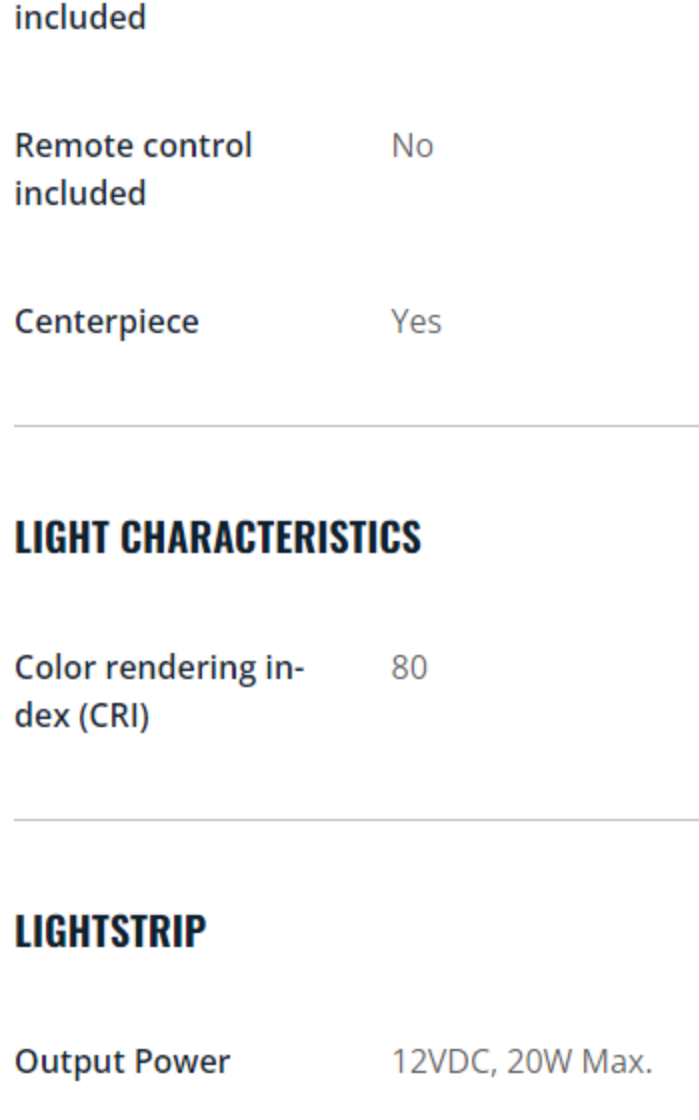 included
Remote control No
included
Centerpiece Yes
LIGHT CHARACTERISTICS
Color rendering in- 80
dex (CRI)
LIGHTSTRIP
Output Power 12VDC, 20W Max.